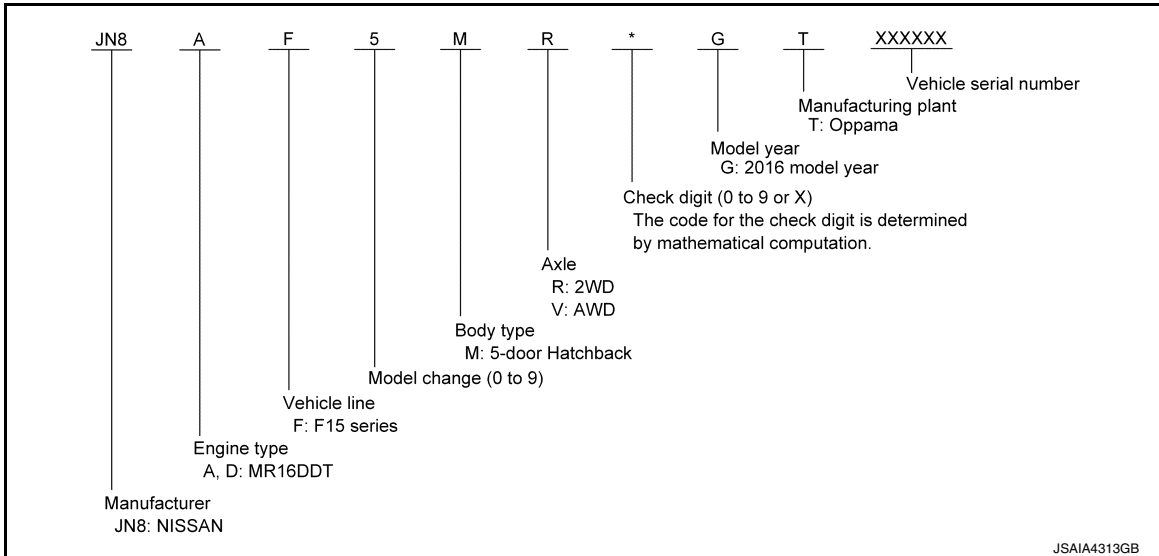 JN8 A F 5 M R * G T XXXXXX
Vehicle serial number
Manufacturing plant
T: Oppama
Model year
G: 2016 model year
Check digit (0 to 9 or X)
The code for the check digit is determined
by mathematical computation.
Axle
R: 2WD
V: AWD
Body type
M: 5-door Hatchback
Model change (0 to 9)
Vehicle line
F: F15 series
Engine type
A, D: MR16DDT
Manufacturer
JN8: NISSAN
JSAIA4313GB